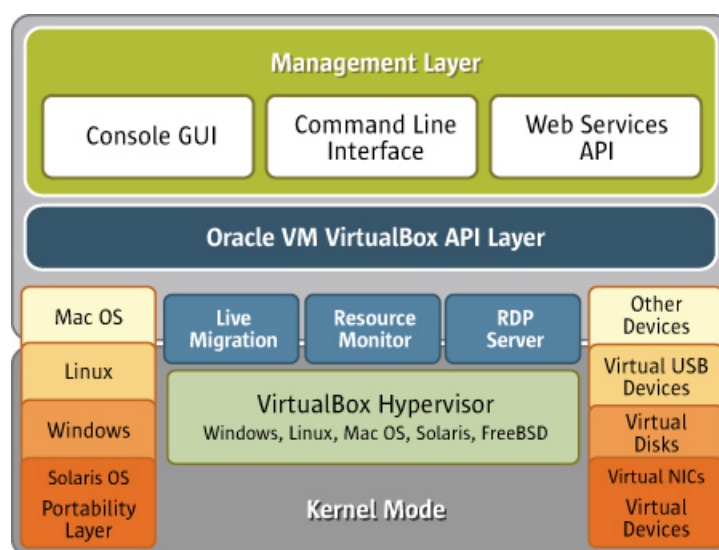 Management Layer
Console GUI
Command Line
Interface
Web Services
API
Oracle VM VirtualBox API Layer
Mac OS
Linux
Windows
Solaris OS
Portability
Layer
Live
Migration
Resource
Monitor
RDP
Server
VirtualBox Hypervisor
Windows, Linux, Mac OS, Solaris, FreeBSD
Kernel Mode
Other
Devices
Virtual USB
Devices
Virtual
Disks
Virtual NICs
Virtual
Devices